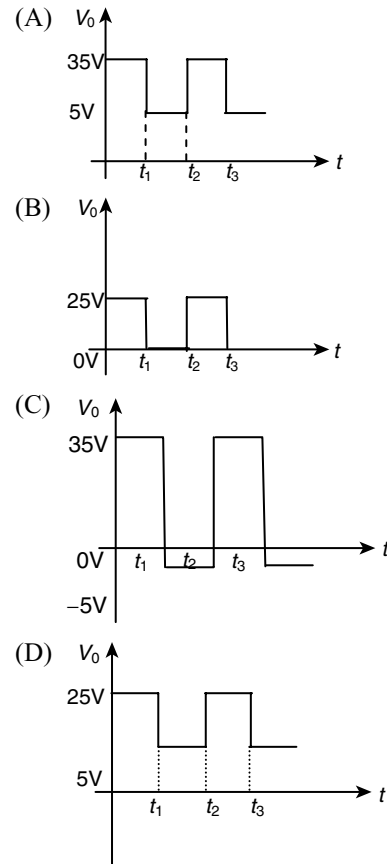 (A) V0
35V
5V
t1 t2 t3 t
(B) V0
25V
0V t1 t2 t3 t
(C) V0
35V
0V t1 t2 t3 t
−5V
(D) V0
25V
5V
t1 t2 t3 t